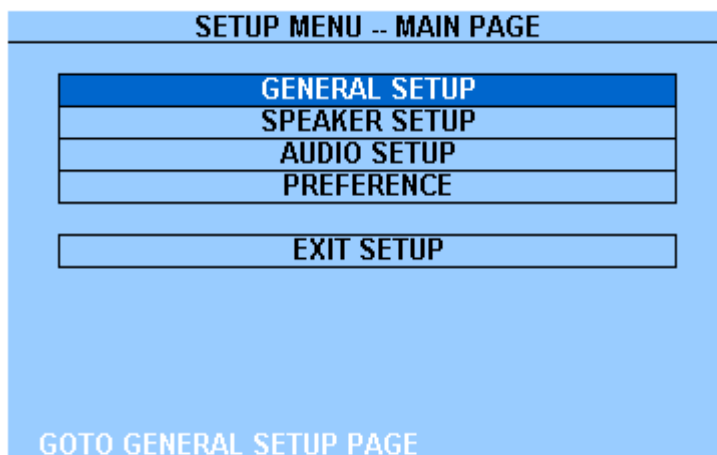 SETUP MENU -- MAIN PAGE
GENERAL SETUP
SPEAKER SETUP
AUDIO SETUP
PREFERENCE
EXIT SETUP
GOTO GENERAL SETUP PAGE